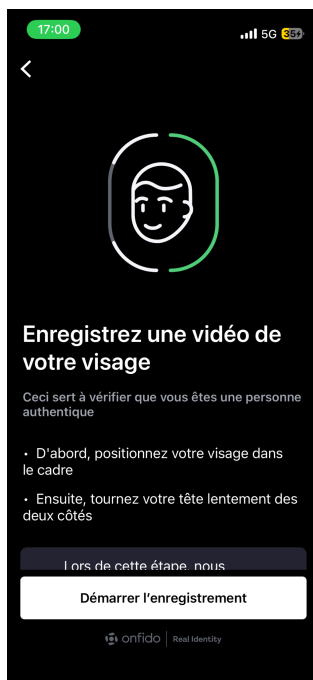 17:00
5G 35
Enregistrez une vidéo de
votre visage
Ceci sert à vérifier que vous êtes une personne
authentique
• D'abord, positionnez votre visage dans
le cadre
• Ensuite, tournez votre tête lentement des
deux côtés
Lors de cette étape, nous
Démarrer l’enregistrement
onfido Real Identity